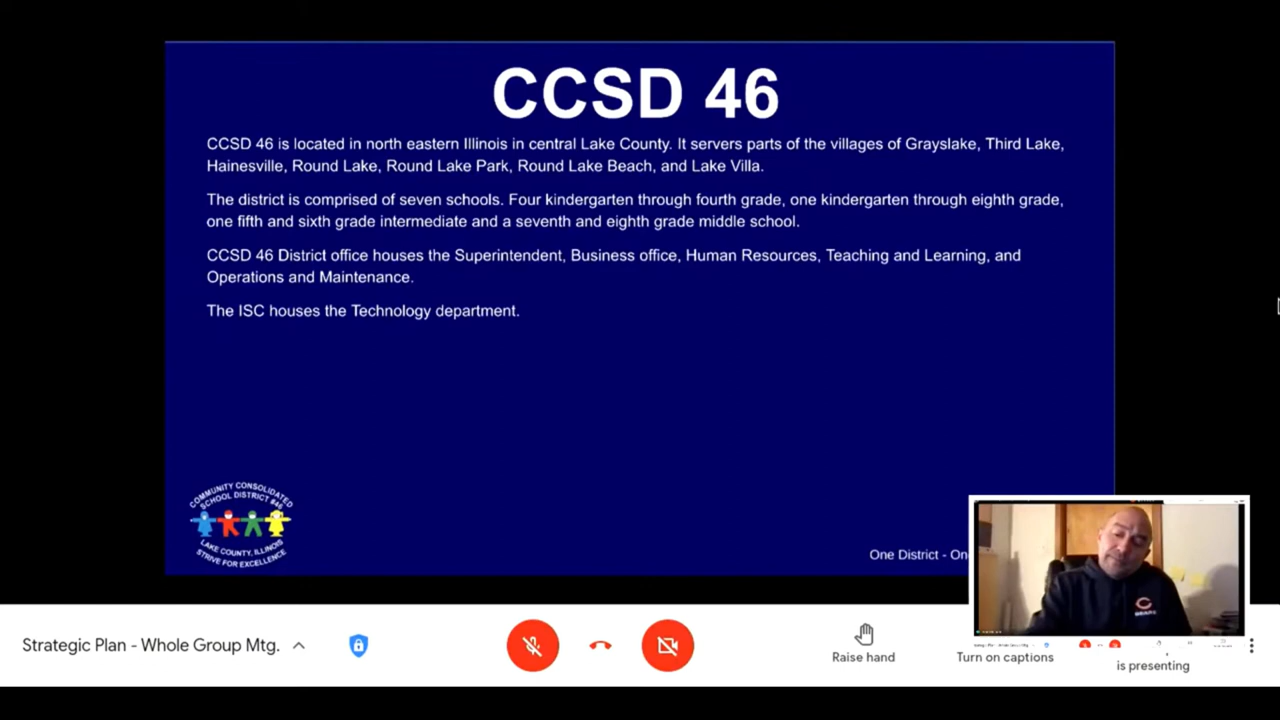 CCSD 46
CCSD 46 is located in north eastern Illinois in central Lake County. It servers parts of the villages of Grayslake, Third Lake,
Hainesville, Round Lake, Round Lake Park, Round Lake Beach, and Lake Villa.
The district is comprised of seven schools. Four kindergarten through fourth grade, one kindergarten through eighth grade,
one fifth and sixth grade intermediate and a seventh and eighth grade middle school.
CCSD 46 District office houses the Superintendent, Business office, Human Resources, Teaching and Learning, and
Operations and Maintenance.
The ISC houses the Technology department.
COMMUNITY CONSOLIDATED
SCHOOL DISTRICT #46
LAKE COUNTY, ILLINOIS
STRIVE FOR EXCELLENCE
One District - On
BEARS
Strategic Plan - Whole Group Mtg.
Raise hand
Turn on captions
is presenting